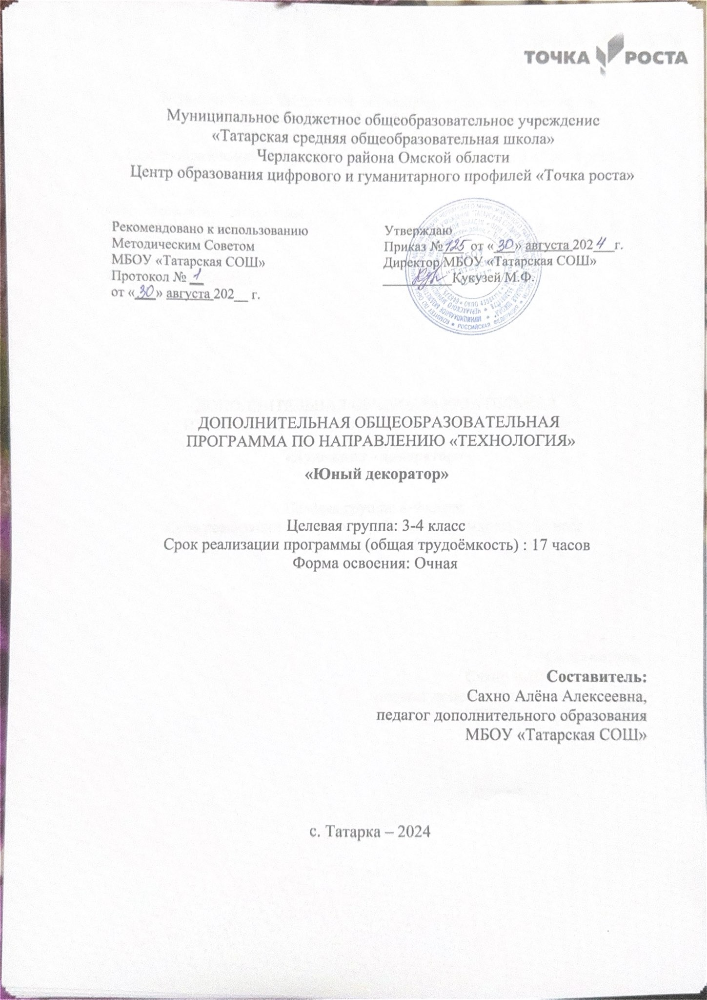 ТОЧКА РОСТА
Муниципальное бюджетное общеобразовательное учреждение
«Татарская средняя общеобразовательная школа»
Черлакского района Омской области
Центр образования цифрового и гуманитарного профилей «Точка роста»
Рекомендовано к использованию
Методическим Советом
МБОУ «Татарская СОШ»
Протокол № 1
от «30» августа 202__ г.
Утверждаю
Приказ № 125 от «30» августа 2024 г.
Директор МБОУ «Татарская СОШ»
__________Кукузей М.Ф.
ДОПОЛНИТЕЛЬНАЯ ОБЩЕОБРАЗОВАТЕЛЬНАЯ
ПРОГРАММА ПО НАПРАВЛЕНИЮ «ТЕХНОЛОГИЯ»
«Юный декоратор»
Целевая группа: 3-4 класс
Срок реализации программы (общая трудоёмкость) : 17 часов
Форма освоения: Очная
Составитель:
Сахно Алёна Алексеевна,
педагог дополнительного образования
МБОУ «Татарская СОШ»
с. Татарка – 2024